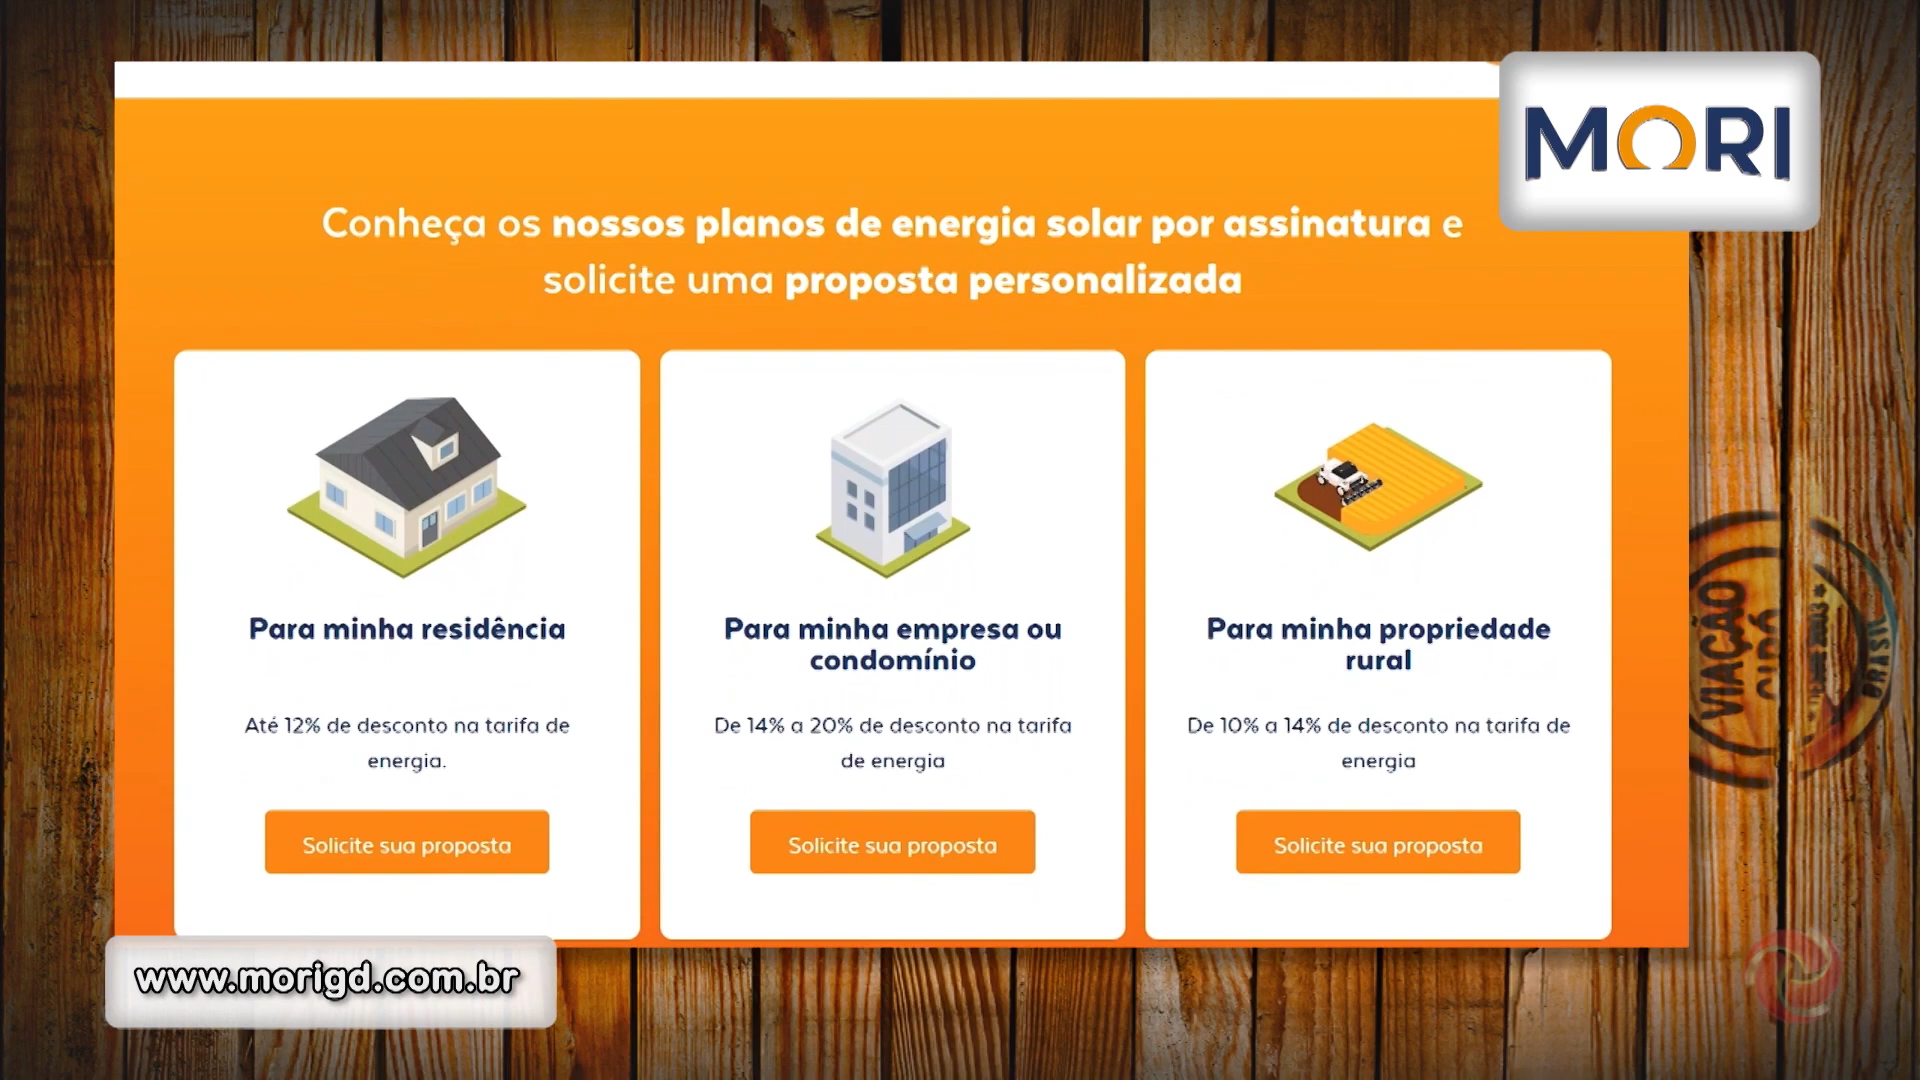 MORI
Conheça os nossos planos de energia solar por assinatura e
solicite uma proposta personalizada
Para minha residência
Até 12% de desconto na tarifa de
energia.
Solicite sua proposta
Para minha empresa ou
condomínio
De 14% a 20% de desconto na tarifa
de energia
Solicite sua proposta
Para minha propriedade
rural
De 10% a 14% de desconto na tarifa de
energia
Solicite sua proposta
VIAÇÃO
BRASIL
www.morigd.com.br